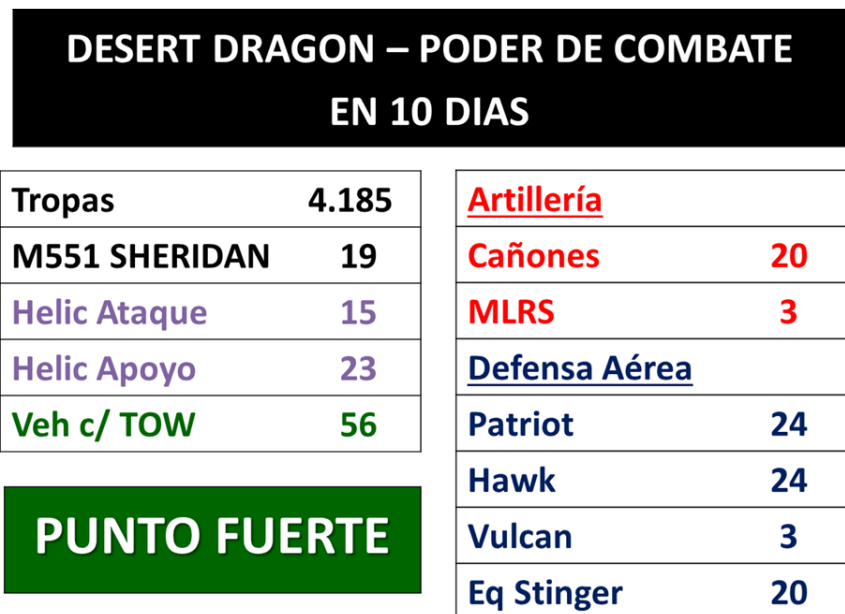 DESERT DRAGON – PODER DE COMBATE
EN 10 DIAS
Tropas 4.185
M551 SHERIDAN 19
Helic Ataque 15
Helic Apoyo 23
Veh c/ TOW 56
PUNTO FUERTE
Artillería
Cañones 20
MLRS 3
Defensa Aérea
Patriot 24
Hawk 24
Vulcan 3
Eq Stinger 20